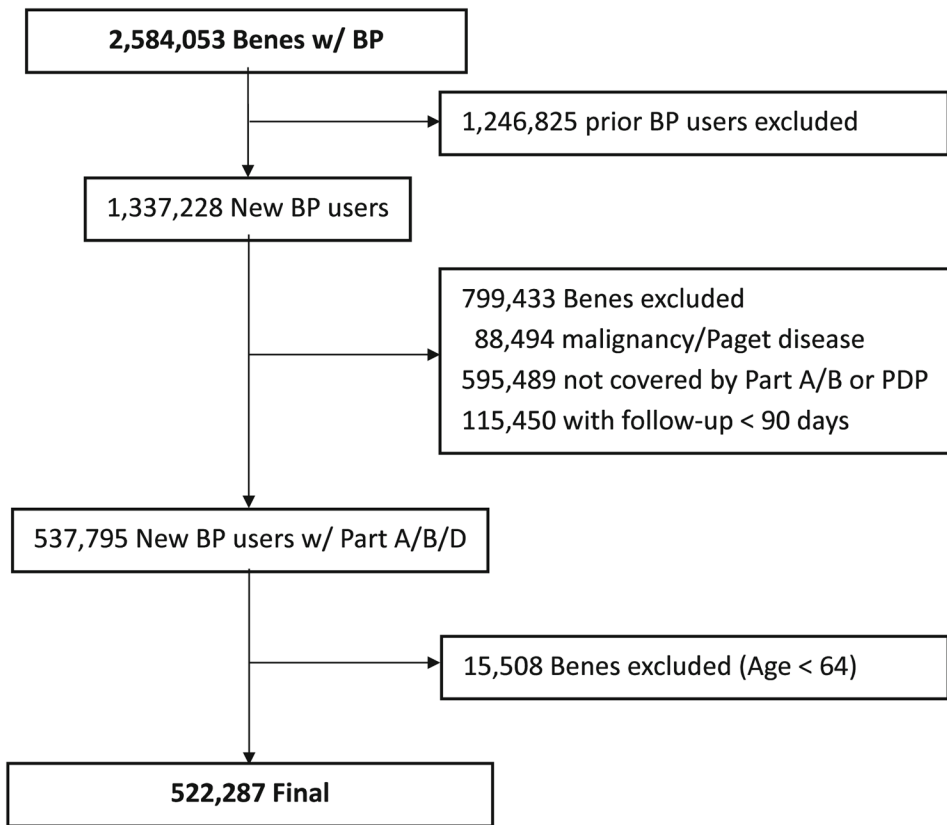 2,584,053 Benes w/ BP
1,246,825 prior BP users excluded
1,337,228 New BP users
799,433 Benes excluded
88,494 malignancy/Paget disease
595,489 not covered by Part A/B or PDP
115,450 with follow-up < 90 days
537,795 New BP users w/ Part A/B/D
15,508 Benes excluded (Age < 64)
522,287 Final